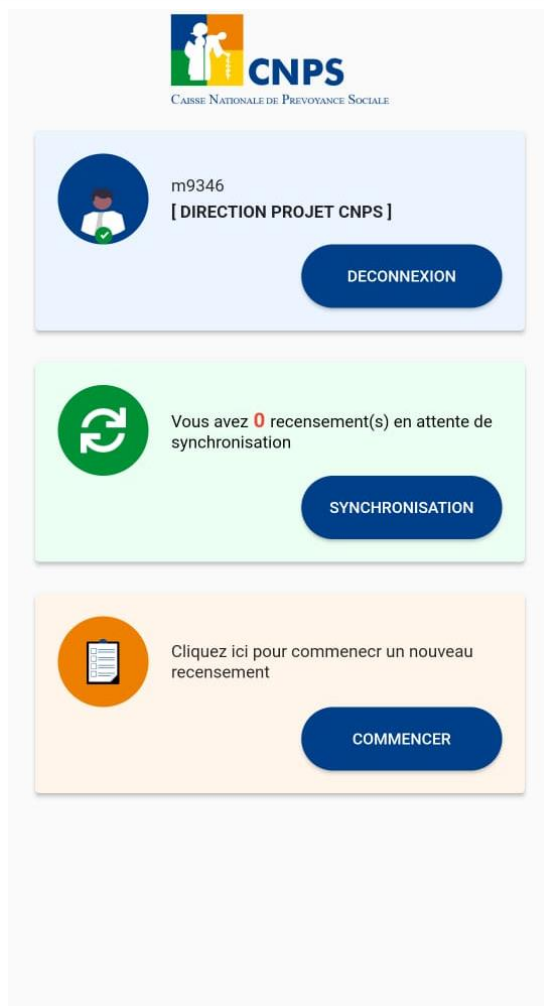 CNPS
CAISSE NATIONALE DE PREVOYANCE SOCIALE
m9346
[ DIRECTION PROJET CNPS ]
DECONNEXION
Vous avez 0 recensement(s) en attente de
synchronisation
SYNCHRONISATION
Cliquez ici pour commenecr un nouveau
recensement
COMMENCER